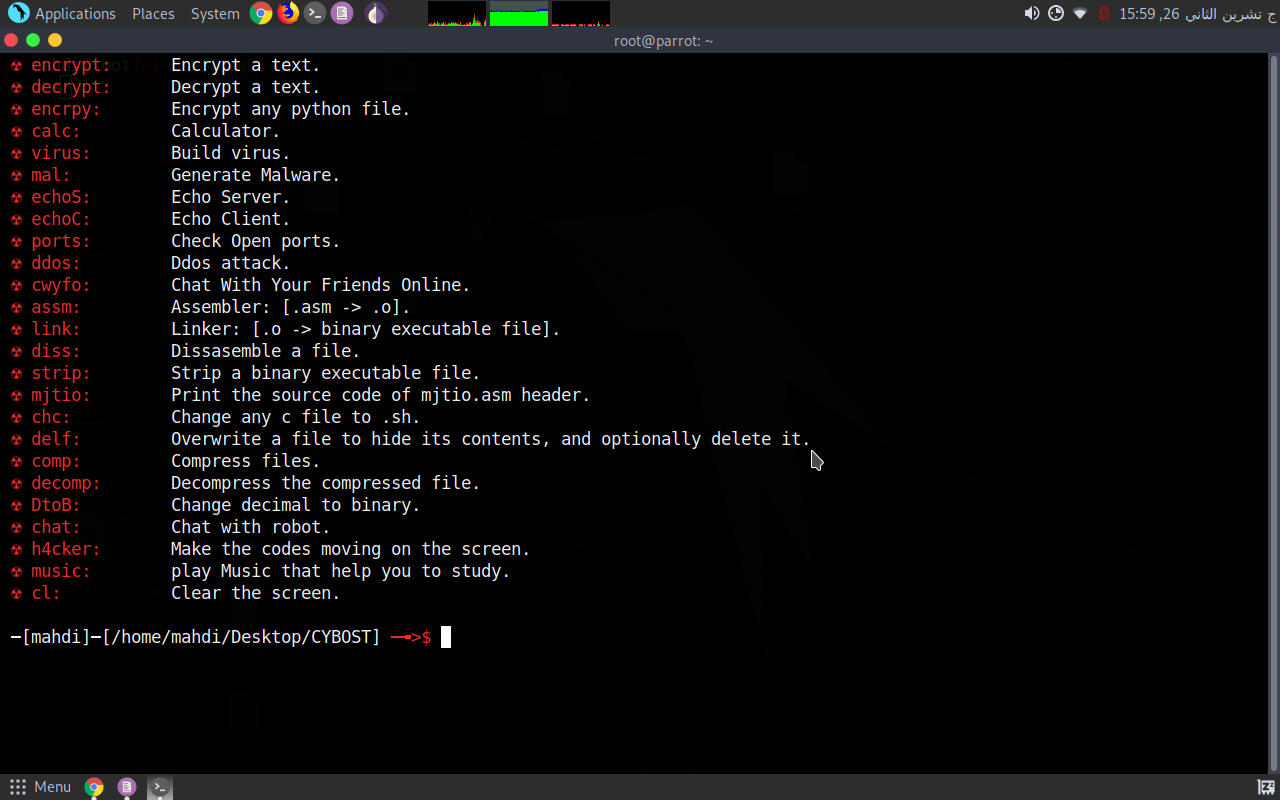 Applications Places System 15:59 ,26 ج تشرين الثاني
root@parrot: ~
encrypt: Encrypt a text.
decrypt: Decrypt a text.
encrpy: Encrypt any python file.
calc: Calculator.
virus: Build virus.
mal: Generate Malware.
echoS: Echo Server.
echoC: Echo Client.
ports: Check Open ports.
ddos: Ddos attack.
cwyfo: Chat With Your Friends Online.
assm: Assembler: [.asm -> .o].
link: Linker: [.o -> binary executable file].
diss: Dissasemble a file.
strip: Strip a binary executable file.
mjtio: Print the source code of mjtio.asm header.
chc: Change any c file to .sh.
delf: Overwrite a file to hide its contents, and optionally delete it.
comp: Compress files.
decomp: Decompress the compressed file.
DtoB: Change decimal to binary.
chat: Chat with robot.
h4cker: Make the codes moving on the screen.
music: play Music that help you to study.
cl: Clear the screen.
─[mahdi]─[/home/mahdi/Desktop/CYBOST] ──╼>$
Menu